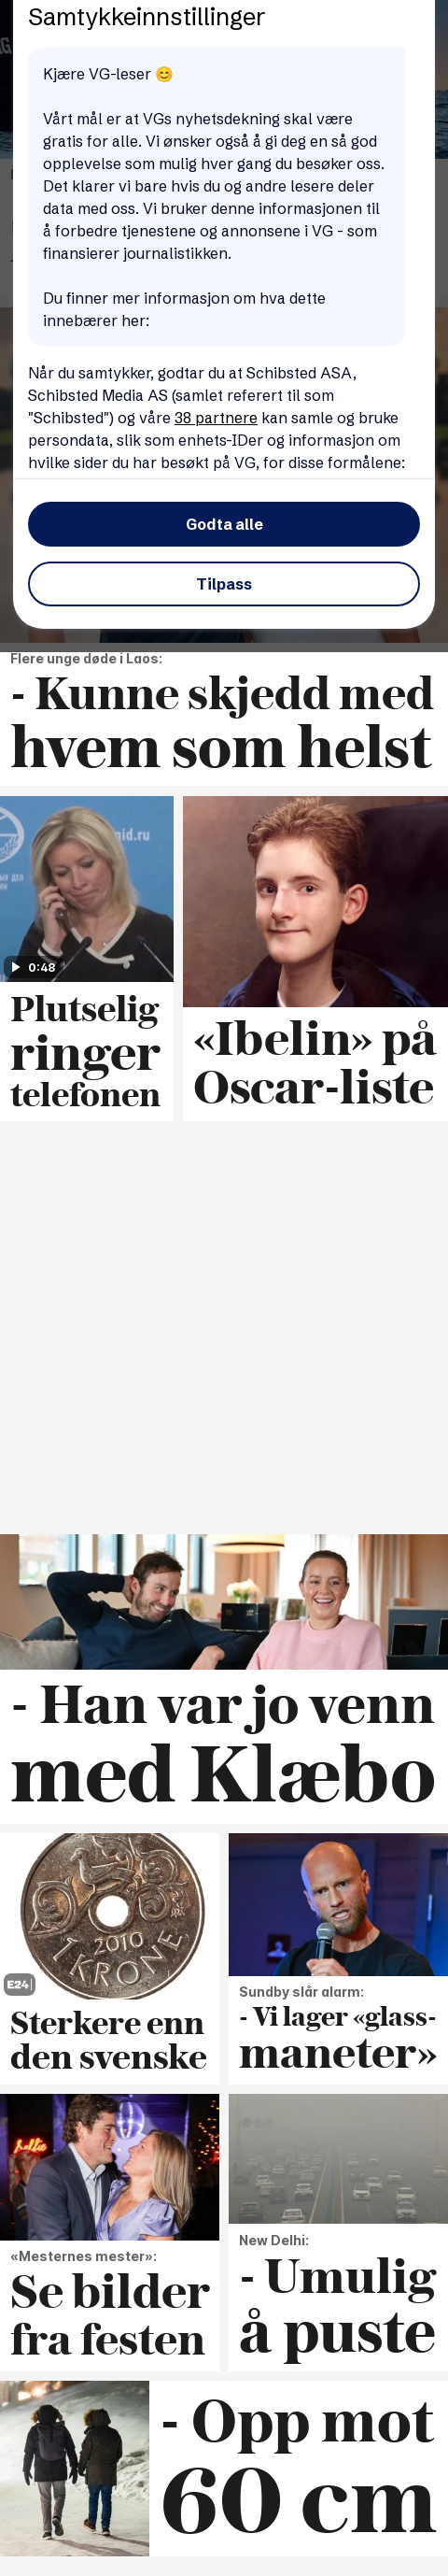 Samtykkeinnstillinger
Kjære VG-leser 😊
Vårt mål er at VGs nyhetsdekning skal være
gratis for alle. Vi ønsker også å gi deg en så god
opplevelse som mulig hver gang du besøker oss.
Det klarer vi bare hvis du og andre lesere deler
data med oss. Vi bruker denne informasjonen til
å forbedre tjenestene og annonsene i VG - som
finansierer journalistikken.
Du finner mer informasjon om hva dette
innebærer her:
Når du samtykker, godtar du at Schibsted ASA,
Schibsted Media AS (samlet referert til som
"Schibsted") og våre 38 partnere kan samle og bruke
persondata, slik som enhets-IDer og informasjon om
hvilke sider du har besøkt på VG, for disse formålene:
Godta alle
Tilpass
Flere unge døde i Laos:
- Kunne skjedd med
hvem som helst
nid.ru
0:48
Plutselig
ringer
telefonen
«Ibelin» på
Oscar-liste
- Han var jo venn
med Klæbo
2010
1 KRONE
E24
Sterkere enn
den svenske
Sundby slår alarm:
- Vi lager «glass-
maneter»
«Mesternes mester»:
Se bilder
fra festen
New Delhi:
- Umulig
å puste
- Opp mot
60 cm